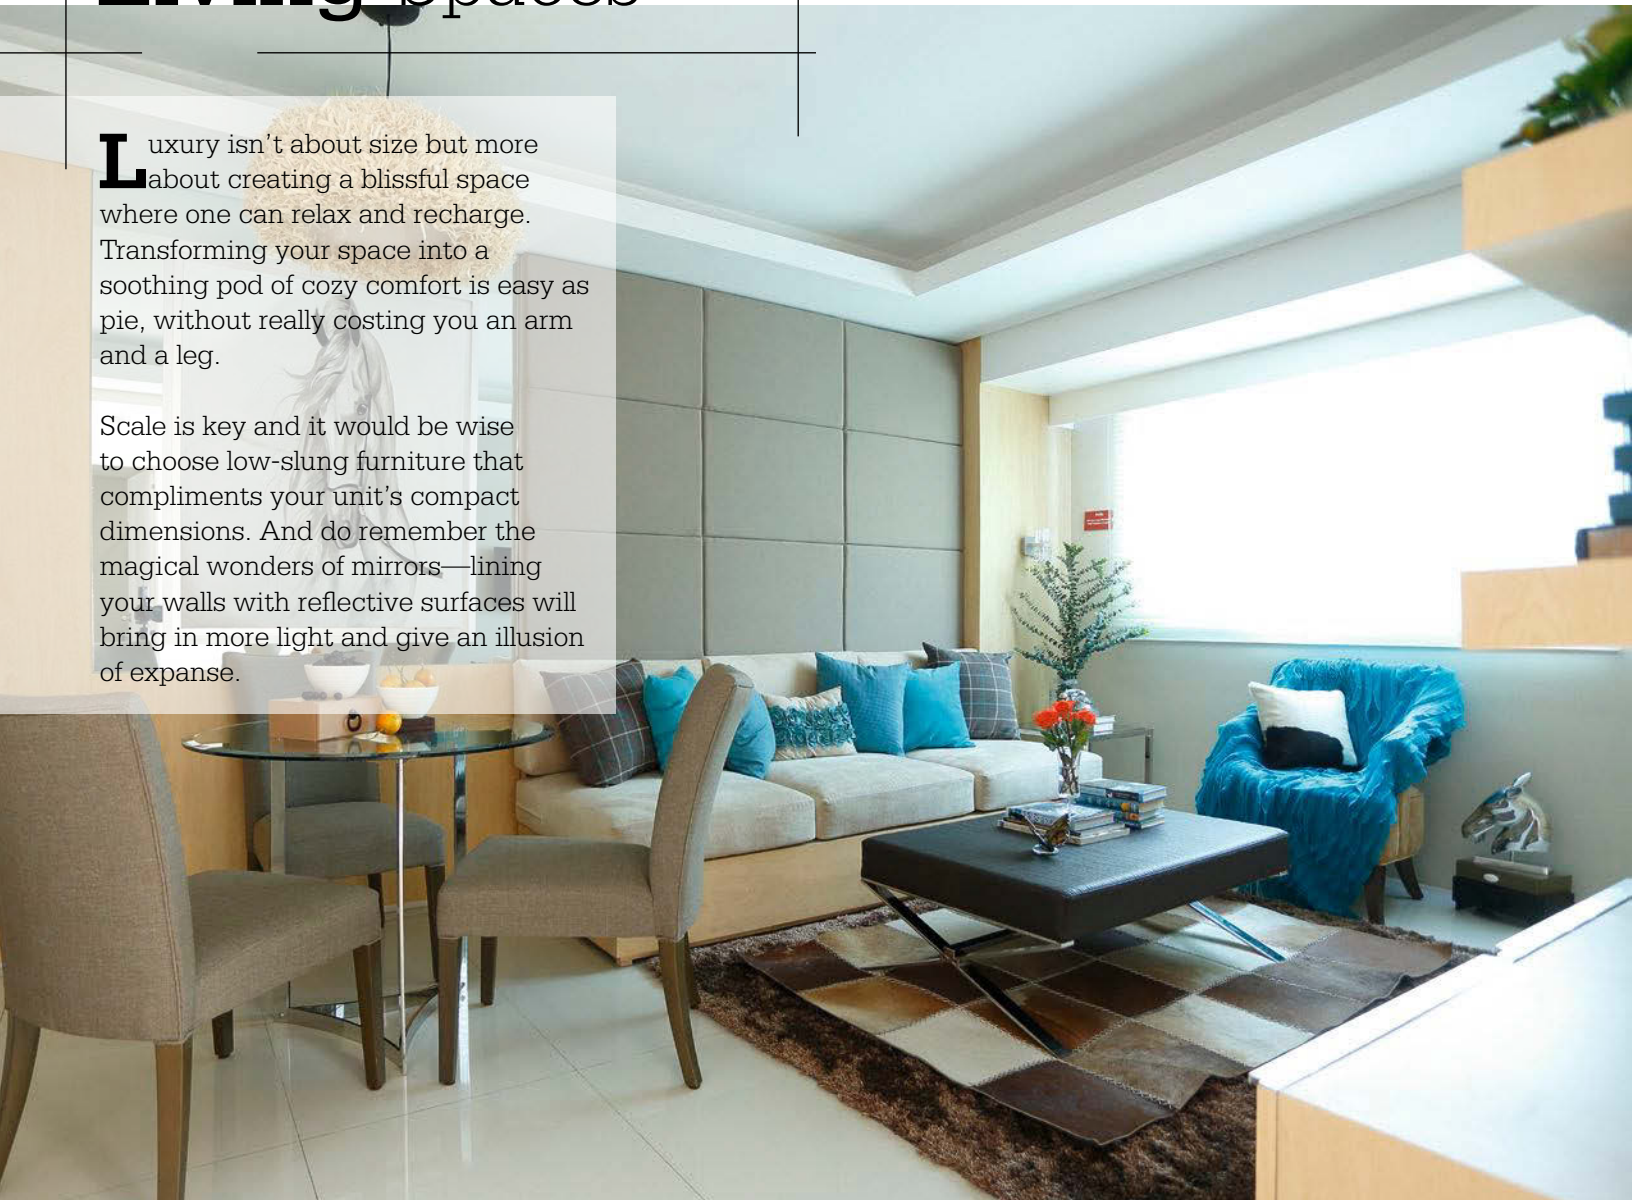 Living Spaces
Luxury isn't about size but more
about creating a blissful space
where one can relax and recharge.
Transforming your space into a
soothing pod of cozy comfort is easy as
pie, without really costing you an arm
and a leg.
Scale is key and it would be wise
to choose low-slung furniture that
compliments your unit's compact
dimensions. And do remember the
magical wonders of mirrors—lining
your walls with reflective surfaces will
bring in more light and give an illusion
of expanse.